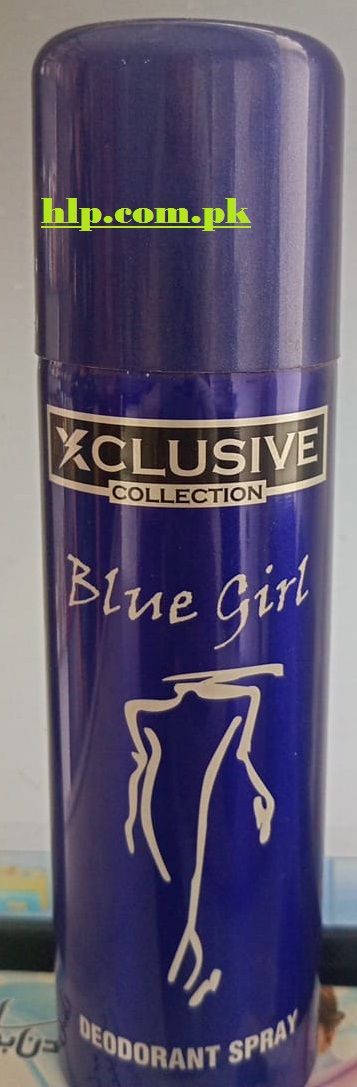 hlp.com.pk
XCLUSIVE
COLLECTION
Blue Girl
DEODORANT SPRAY